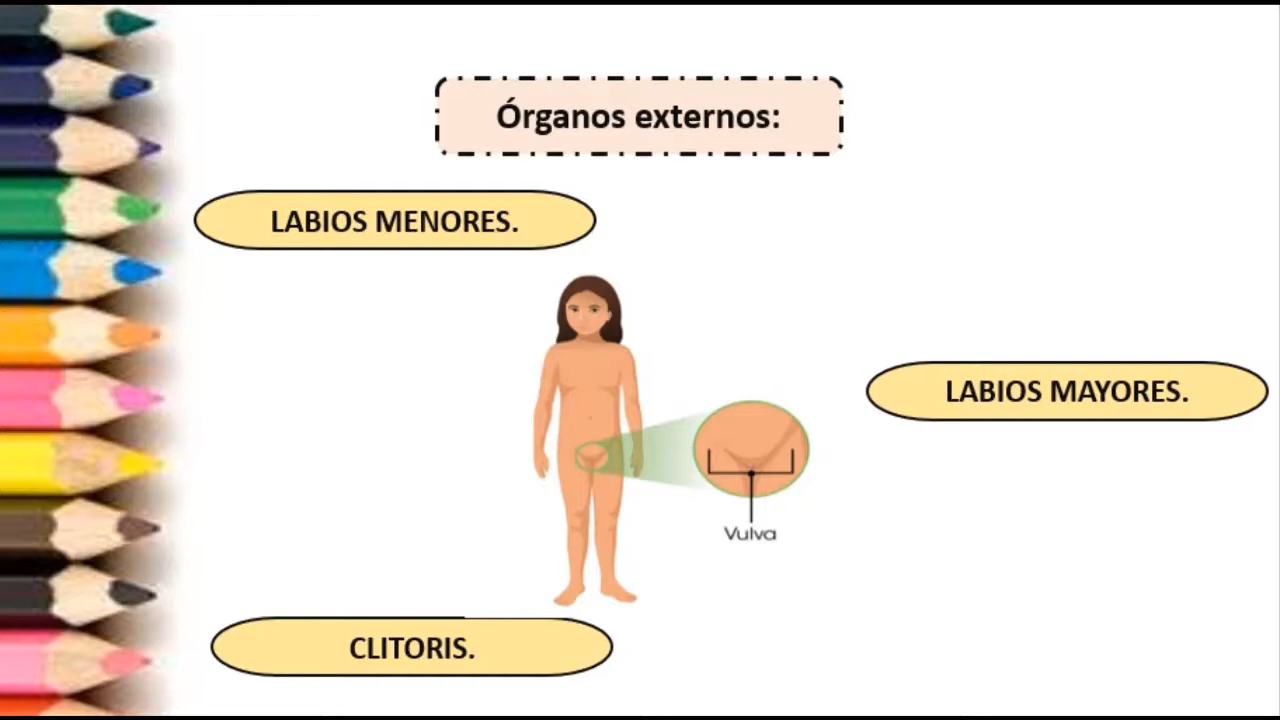 Órganos externos:
LABIOS MENORES.
LABIOS MAYORES.
Vulva
CLITORIS.